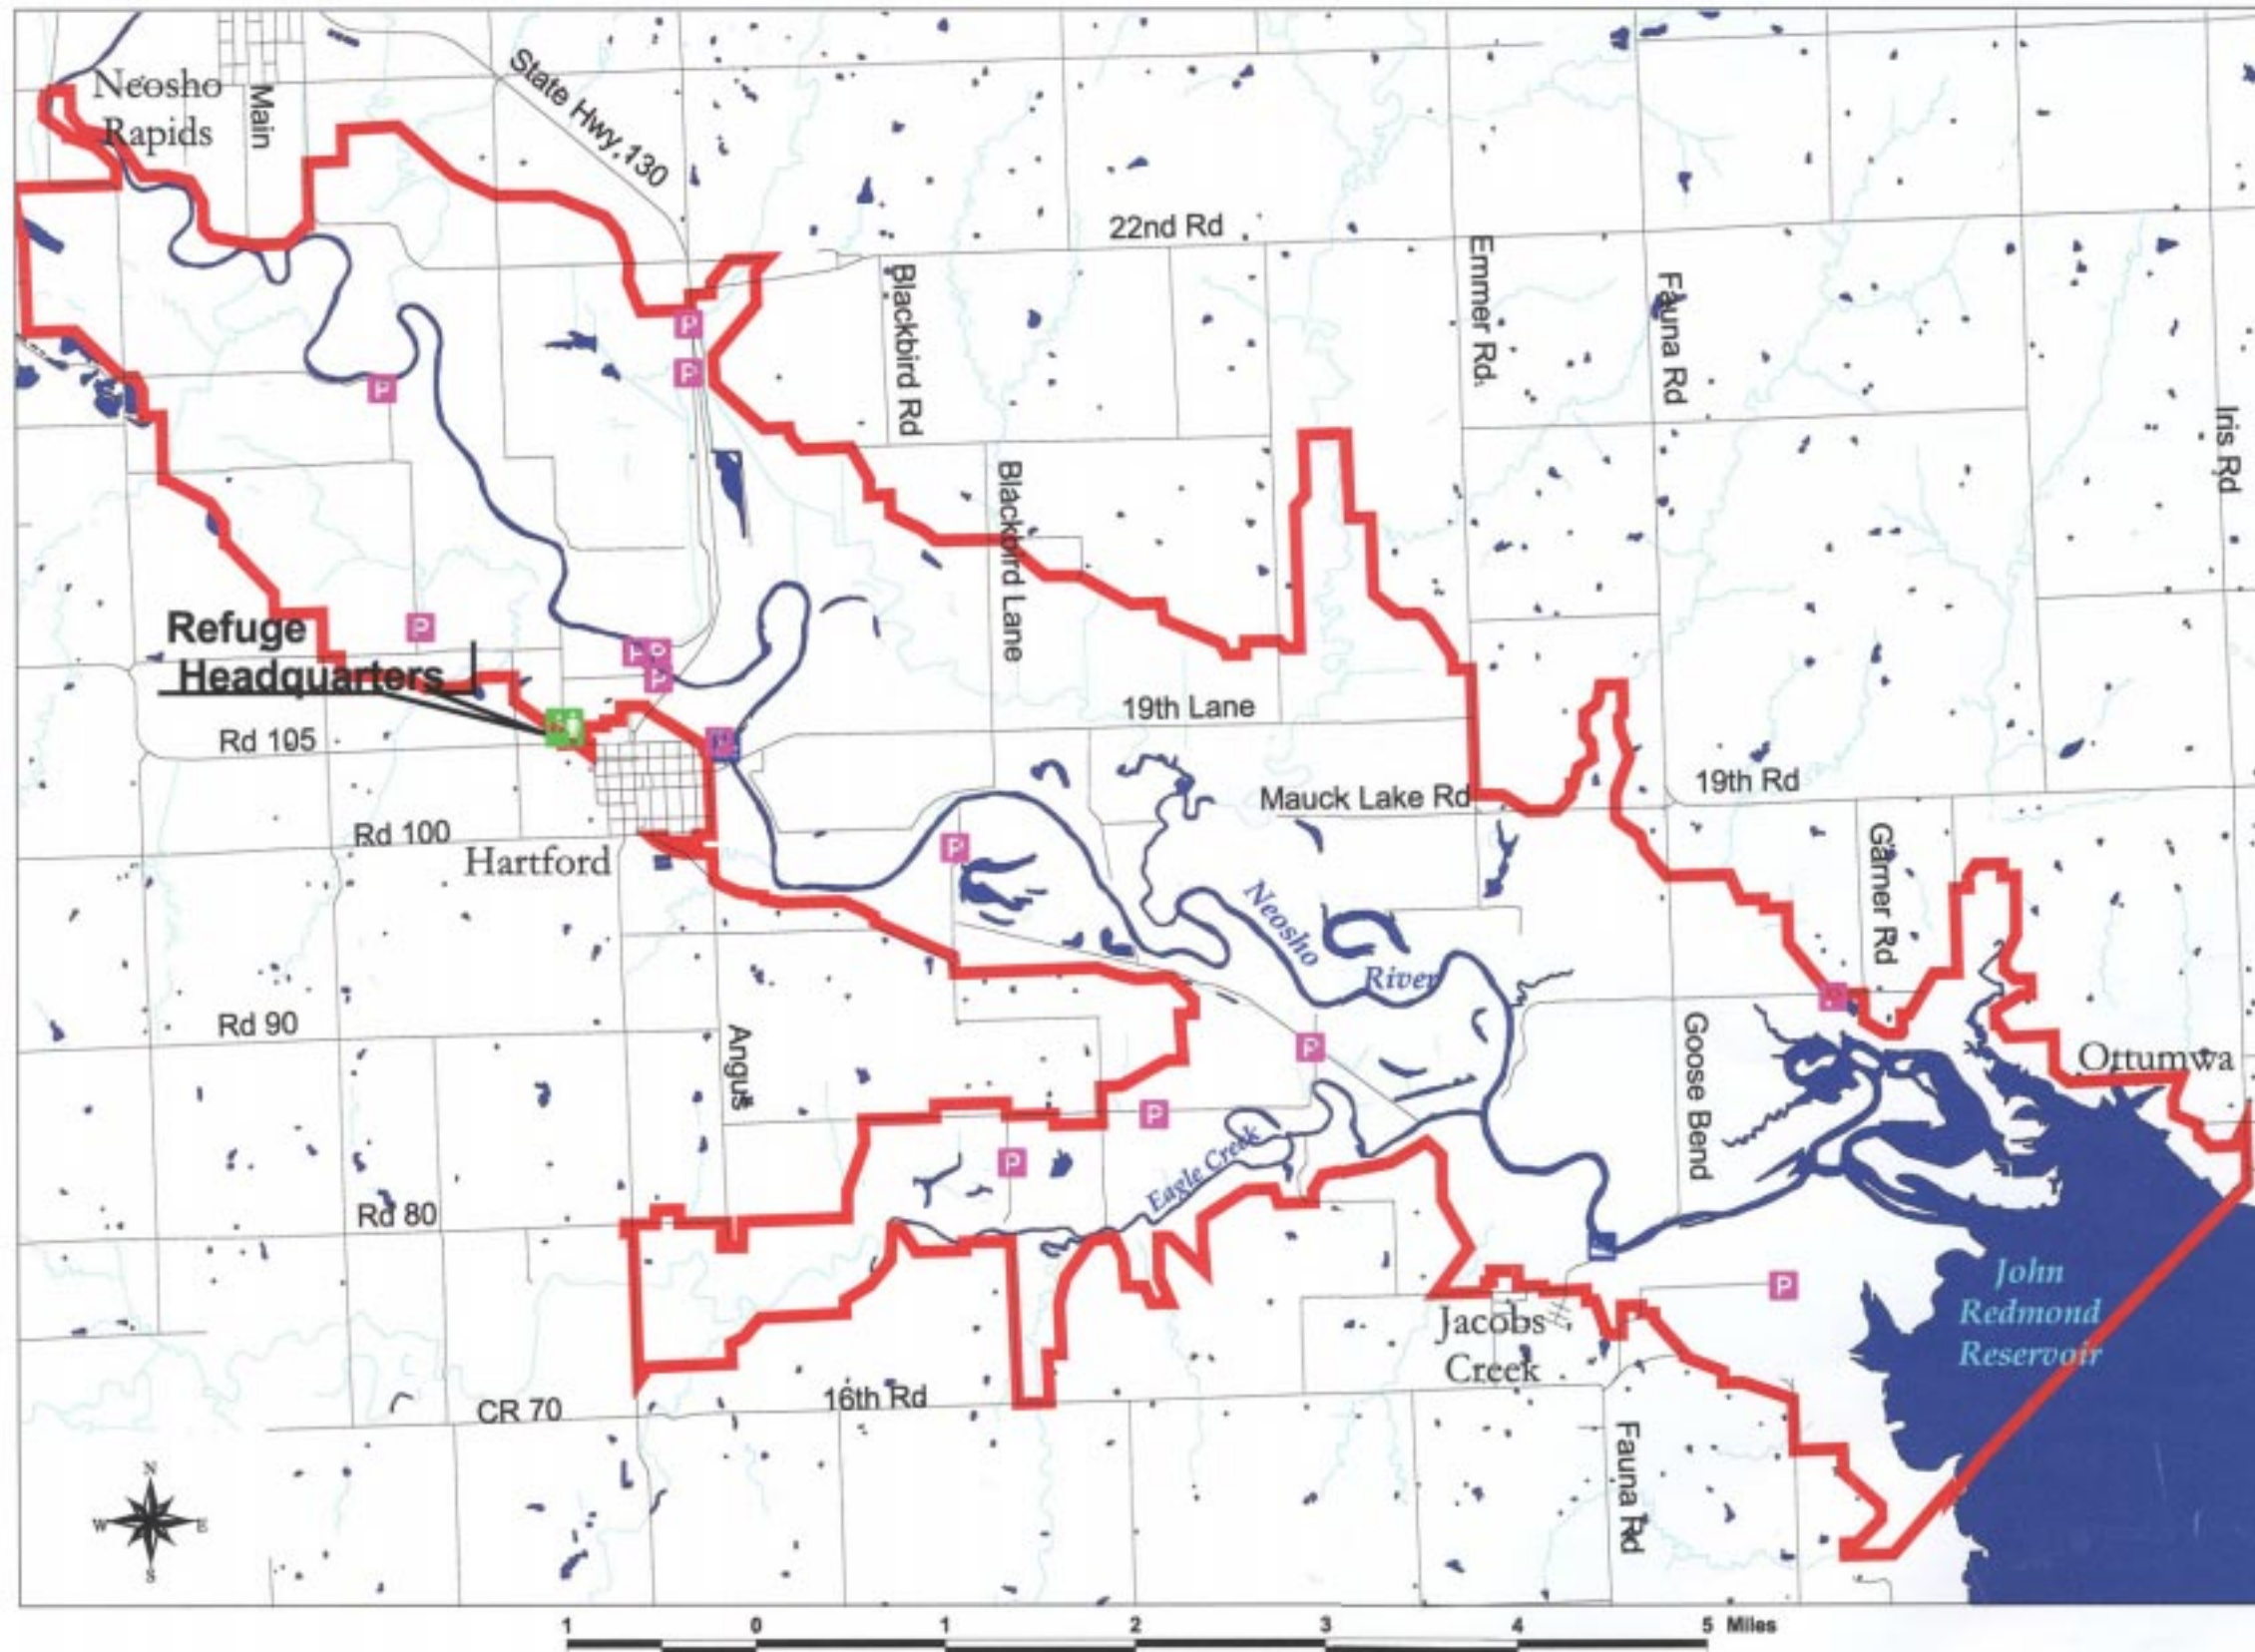 Neosho
Rapids
Main
State Hwy, 130
22nd Rd
Blackbird Rd
Emmer Rd.
Fauna Rd
Iris Rd
Blackbird Lane
P
P
P
P
P
P
Refuge
Headquarters
19th Lane
Rd 105
Mauck Lake Rd
19th Rd
Rd 100
Hartford
P
Garner Rd
Neosho
River
Rd 90
Angus
P
Goose Bend
Ottumwa
P
P
Eagle Creek
Rd 80
P
John
Redmond
Reservoir
Jacobs
Creek
CR 70
16th Rd
Fauna Rd
N
W E
S
1 0 1 2 3 4 5 Miles